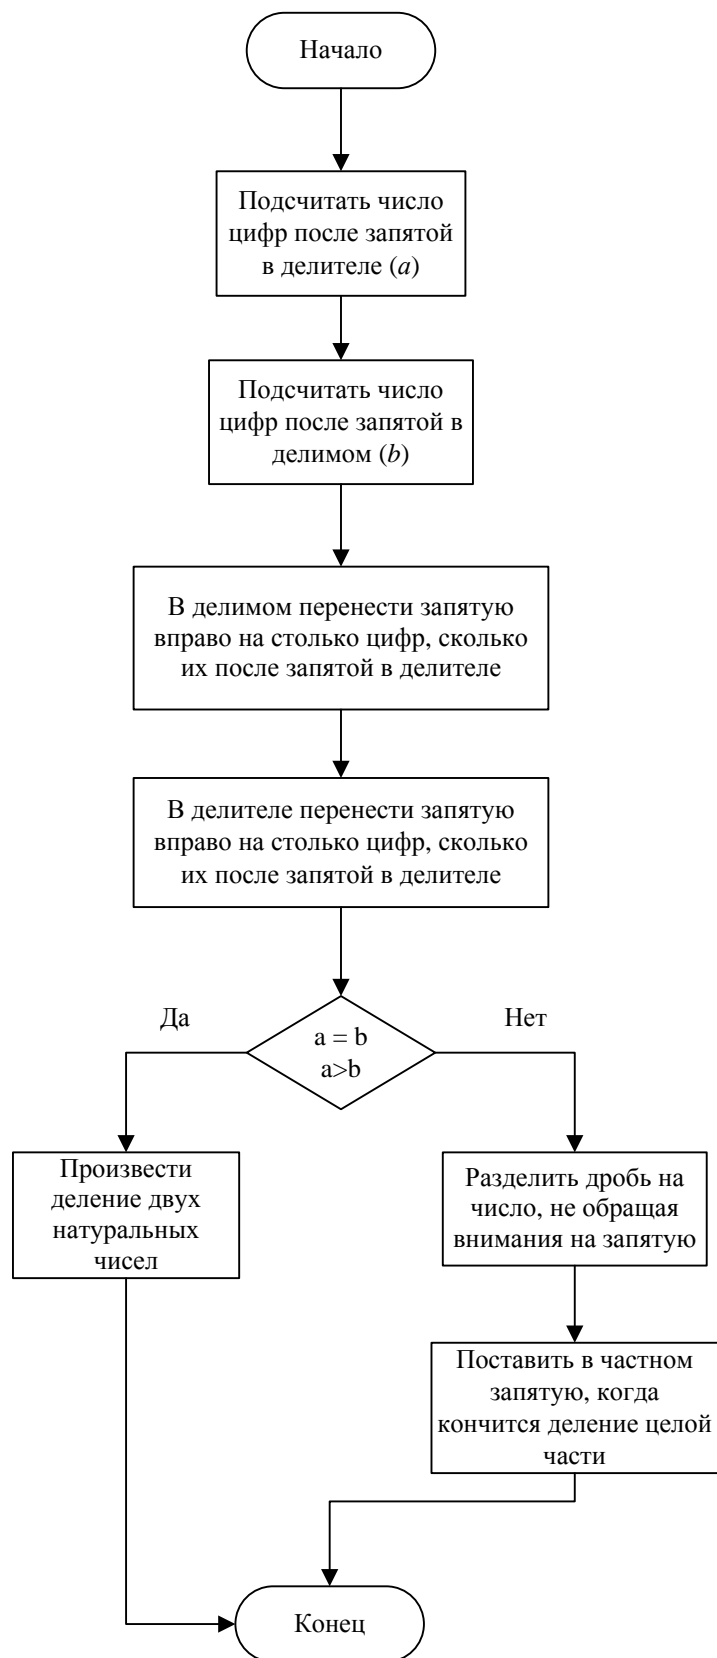 Начало
Подсчитать число
цифр после запятой
в делителе (a)
Подсчитать число
цифр после запятой в
делимом (b)
В делимом перенести запятую
вправо на столько цифр, сколько
их после запятой в делителе
В делителе перенести запятую
вправо на столько цифр, сколько
их после запятой в делителе
Да
Нет
a = b
a>b
Произвести
деление двух
натуральных
чисел
Разделить дробь на
число, не обращая
внимания на запятую
Поставить в частном
запятую, когда
кончится деление целой
части
Конец